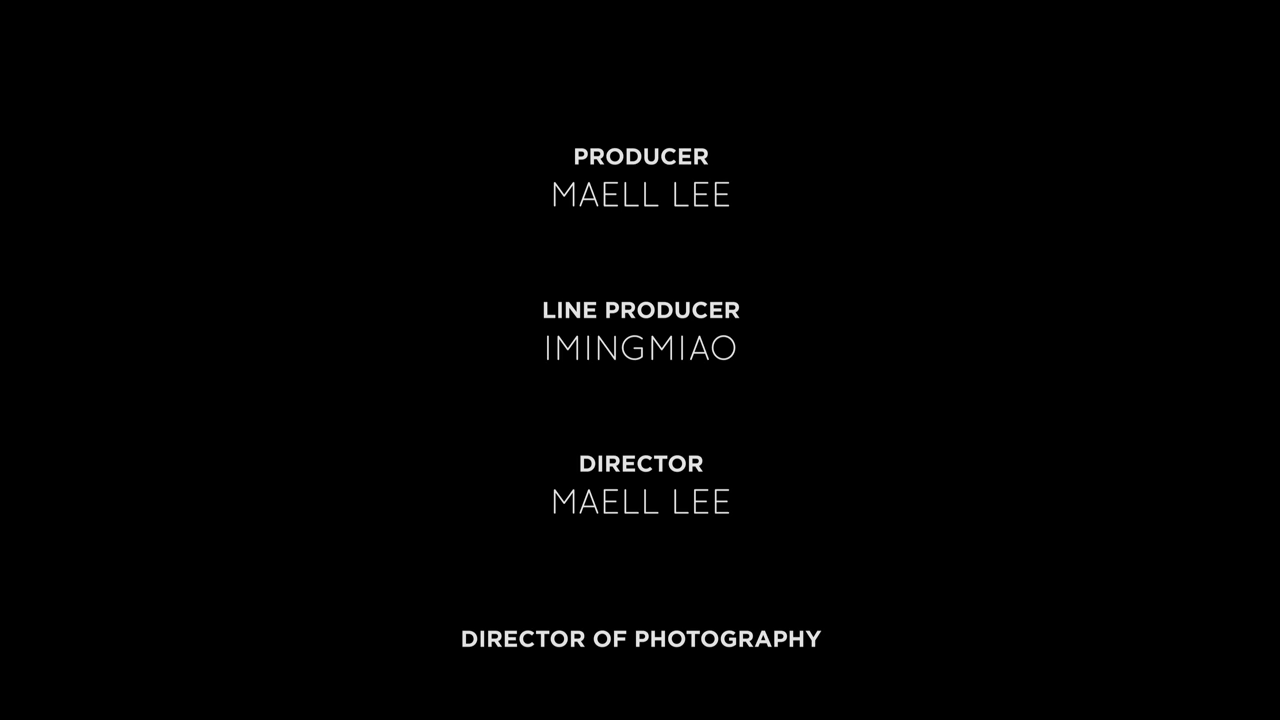 PRODUCER
MAELL LEE
LINE PRODUCER
IMINGMIAO
DIRECTOR
MAELL LEE
DIRECTOR OF PHOTOGRAPHY